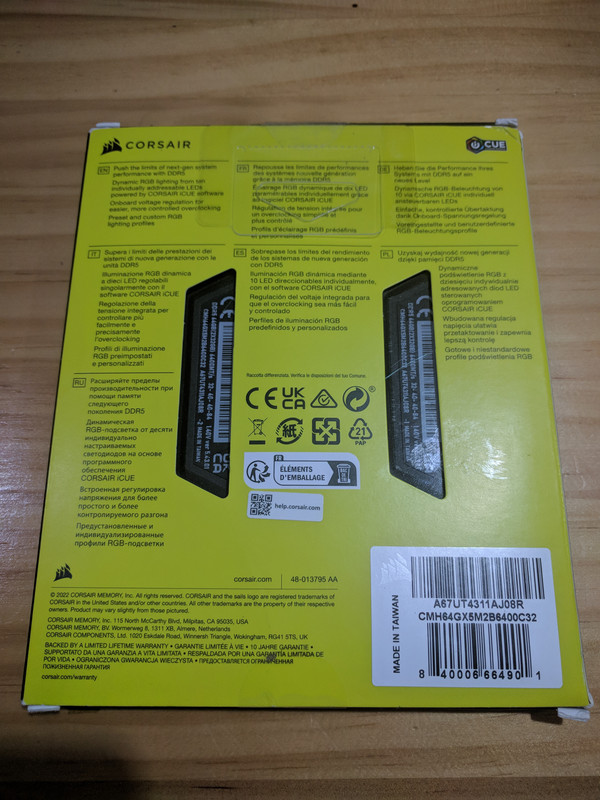 CORSAIR
CUE
EN
Push the limits of next-gen system
performance with DDR5
Dynamic RGB lighting from ten
individually addressable LEDs
powered by CORSAIR iCUE software
Onboard voltage regulation for
easier, more controlled overclocking
Preset and custom RGB
lighting profiles
FR
Repousse les limites de performances
des systèmes nouvelle génération
grâce à la mémoire DDR5
Éclairage RGB dynamique de dix LED
paramétrables individuellement
grâce au logiciel CORSAIR iCUE
Régulation de tension intégrée pour
un overclocking simplifié et
plus contrôlé
Profils d'éclairage RGB prédéfinis
et personnalisés
DE
Heben Sie die Performance Ihres
Systems mit DDR5 auf ein
neues Level
Dynamische RGB-Beleuchtung von
10 via CORSAIR iCUE individuell
ansteuerbaren LEDs
Einfache, kontrollierte Übertaktung
dank Onboard-Spannungsregelung
Voreingestellte und benutzerdefinierte
RGB-Beleuchtungsprofile
IT
Supera i limiti delle prestazioni dei
sistemi di nuova generazione con la
unità DDR5
Illuminazione RGB dinamica
a dieci LED regolabili
singolarmente con il
software CORSAIR iCUE
Regolazione della
tensione integrata per
controllare più
facilmente e
precisamente
l'overclocking
Profili di illuminazione
RGB preimpostati
e personalizzati
ES
Sobrepase los límites del rendimiento
de los sistemas de nueva generación
con DDR5
Iluminación RGB dinámica mediante
10 LED direccionables individualmente,
con el software CORSAIR iCUE
Regulación del voltaje integrada para
que el overclocking sea más fácil
y controlado
Perfiles de iluminación RGB
predefinidos y personalizados
PL
Uzyskaj wydajność nowej generacji
dzięki pamięci DDR5
Dynamiczne
podświetlenie RGB z
dziesięciu indywidualnie
adresowanych diod LED
sterowanych
oprogramowaniem
CORSAIR iCUE
Wbudowana regulacja
napięcia ułatwia
przetaktowanie i zapewnia
lepszą kontrolę
Gotowe i niestandardowe
profile podświetlenia RGB
RU
Расширяйте пределы
производительности при
помощи памяти
следующего
поколения DDR5
Динамическая
RGB-подсветка от десяти
индивидуально
настраиваемых
светодиодов на основе
программного
обеспечения
CORSAIR iCUE
Встроенная регулировка
напряжения для более
простого и более
контролируемого разгона
Предустановленные и
индивидуализированные
профили RGB-подсветки
Raccolta differenziata. Verifica le disposizioni del tuo Comune.
CE
UK
CA
紙
21
PAP
FR
ÉLÉMENTS
D'EMBALLAGE
help.corsair.com
corsair.com
48-013795 AA
© 2022 CORSAIR MEMORY, Inc. All rights reserved. CORSAIR and the sails logo are registered trademarks of
CORSAIR in the United States and/or other countries. All other trademarks are the property of their respective
owners. Product may vary slightly from those pictured.
CORSAIR MEMORY, Inc. 115 North McCarthy Blvd, Milpitas, CA 95035, USA
CORSAIR MEMORY, BV. Wormerweg 8, 1311 XB, Almere, Netherlands
CORSAIR COMPONENTS, Ltd. 1020 Eskdale Road, Winnersh Triangle, Wokingham, RG41 5TS, UK
BACKED BY A LIMITED LIFETIME WARRANTY • GARANTIE LIMITÉE À VIE • 10 JAHRE GARANTIE •
SUPPORTATO DA UNA GARANZIA A VITA LIMITATA • RESPALDADA POR UNA GARANTÍA LIMITADA DE
POR VIDA • OGRANICZONA GWARANCJA WIECZYSTA • ПРЕДОСТАВЛЯЕТСЯ ОГРАНИЧЕННАЯ
ПОЖИЗНЕННАЯ ГАРАНТИЯ
corsair.com/warranty
MADE IN TAIWAN
A67UT4311AJ08R
CMH64GX5M2B6400C32
8 40006 66490 1